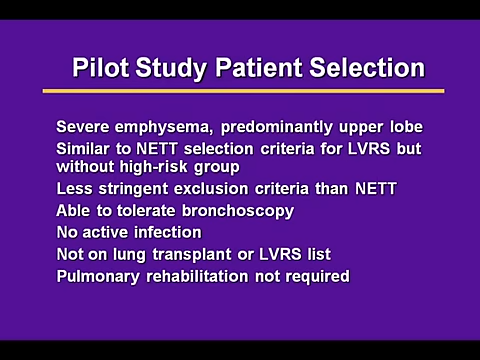 Pilot Study Patient Selection
Severe emphysema, predominantly upper lobe
Similar to NETT selection criteria for LVRS but
without high-risk group
Less stringent exclusion criteria than NETT
Able to tolerate bronchoscopy
No active infection
Not on lung transplant or LVRS list
Pulmonary rehabilitation not required